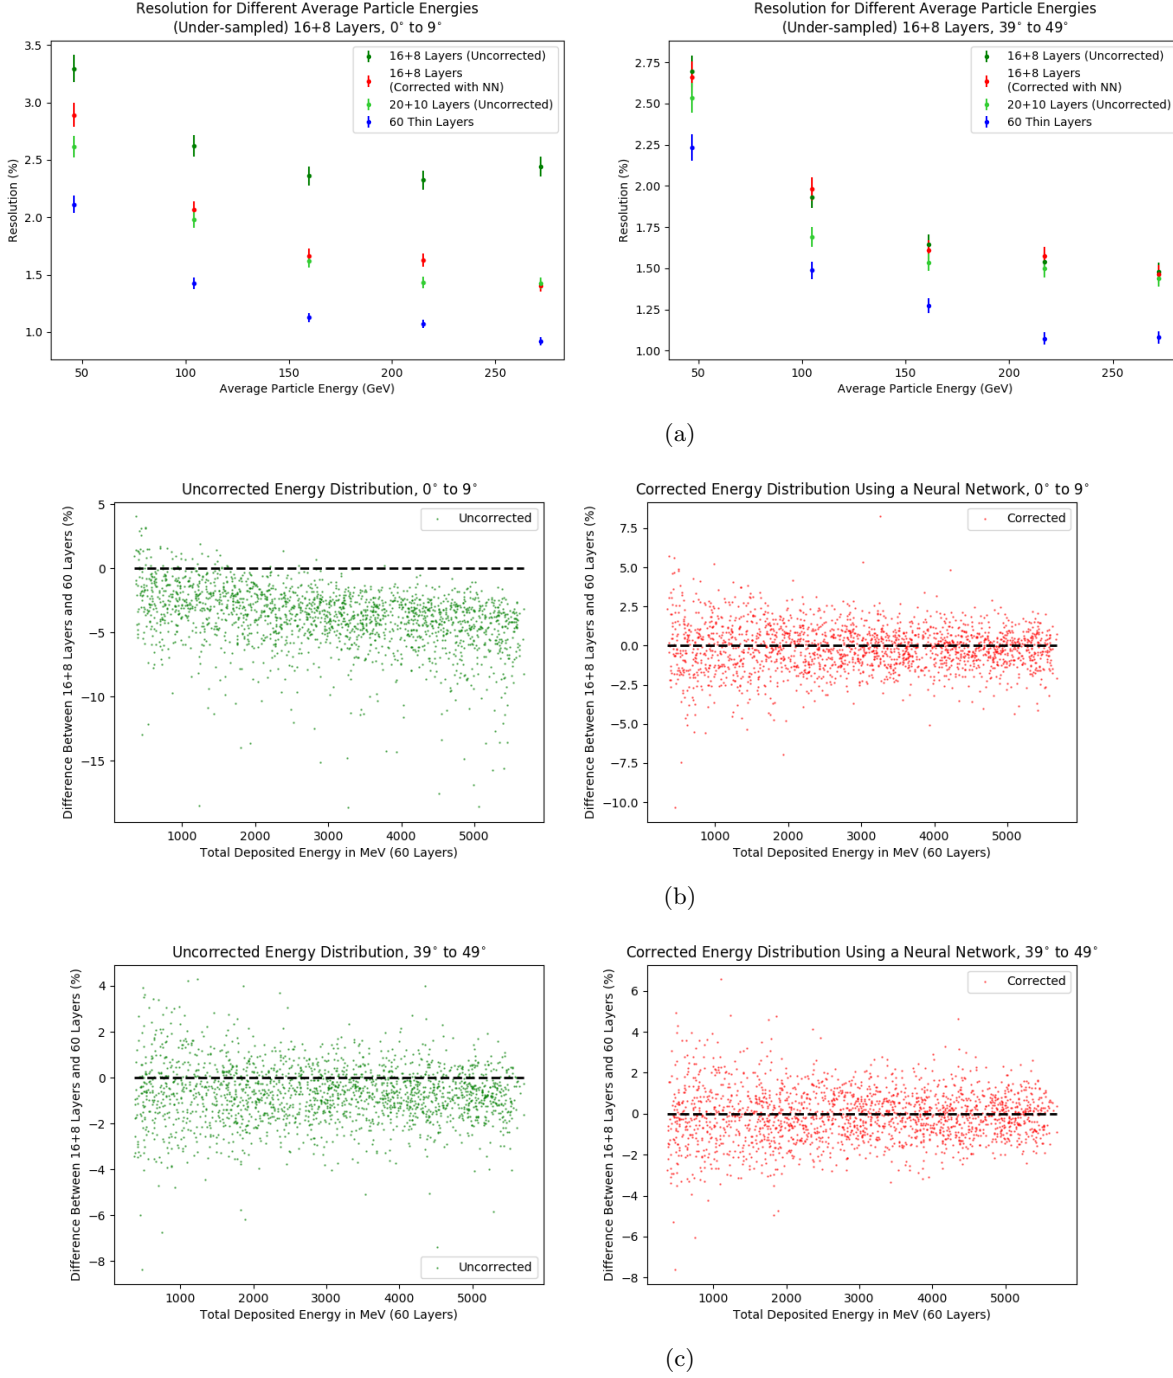 Resolution for Different Average Particle Energies
(Under-sampled) 16+8 Layers, 0° to 9°
3.5
3.0
2.5
2.0
1.5
1.0
Resolution (%)
16+8 Layers (Uncorrected)
16+8 Layers
(Corrected with NN)
20+10 Layers (Uncorrected)
60 Thin Layers
50
100
150
200
250
Average Particle Energy (GeV)
Resolution for Different Average Particle Energies
(Under-sampled) 16+8 Layers, 39° to 49°
2.75
2.50
2.25
2.00
1.75
1.50
1.25
1.00
Resolution (%)
16+8 Layers (Uncorrected)
16+8 Layers
(Corrected with NN)
20+10 Layers (Uncorrected)
60 Thin Layers
50
100
150
200
250
Average Particle Energy (GeV)
(a)
Uncorrected Energy Distribution, 0° to 9°
5
0
−5
−10
−15
Difference Between 16+8 Layers and 60 Layers (%)
Uncorrected
1000
2000
3000
4000
5000
Total Deposited Energy in MeV (60 Layers)
Corrected Energy Distribution Using a Neural Network, 0° to 9°
7.5
5.0
2.5
0.0
−2.5
−5.0
−7.5
−10.0
Difference Between 16+8 Layers and 60 Layers (%)
Corrected
1000
2000
3000
4000
5000
Total Deposited Energy in MeV (60 Layers)
(b)
Uncorrected Energy Distribution, 39° to 49°
4
2
0
−2
−4
−6
−8
Difference Between 16+8 Layers and 60 Layers (%)
Uncorrected
1000
2000
3000
4000
5000
Total Deposited Energy in MeV (60 Layers)
Corrected Energy Distribution Using a Neural Network, 39° to 49°
6
4
2
0
−2
−4
−6
−8
Difference Between 16+8 Layers and 60 Layers (%)
Corrected
1000
2000
3000
4000
5000
Total Deposited Energy in MeV (60 Layers)
(c)